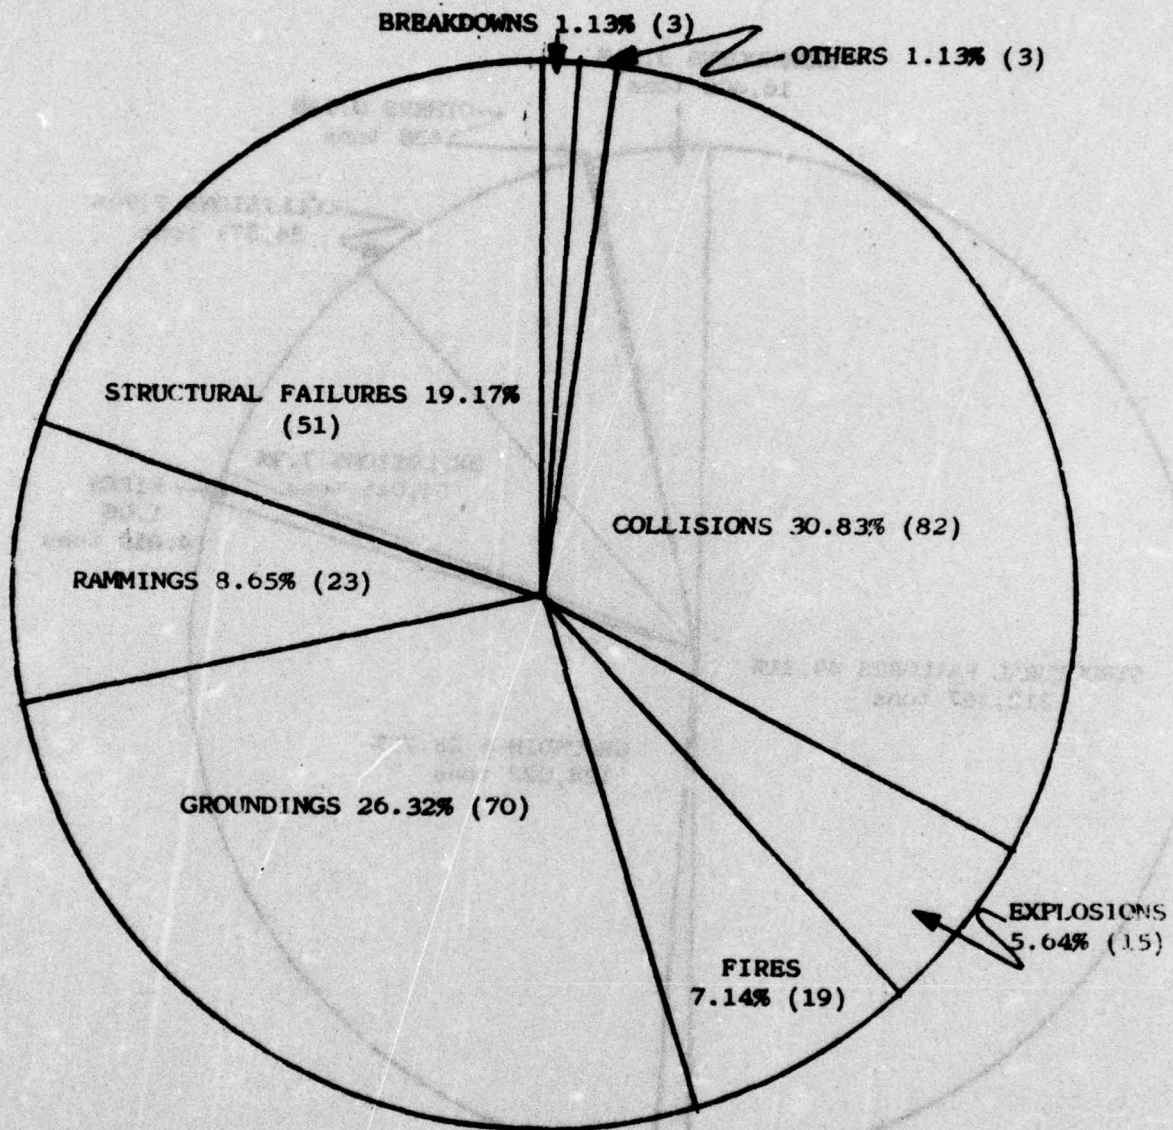 BREAKDOWNS 1.13% (3)
OTHERS 1.13% (3)
STRUCTURAL FAILURES 19.17%
(51)
COLLISIONS 30.83% (82)
RAMMINGS 8.65% (23)
GROUNDINGS 26.32% (70)
EXPLOSIONS
5.64% (15)
FIRES
7.14% (19)